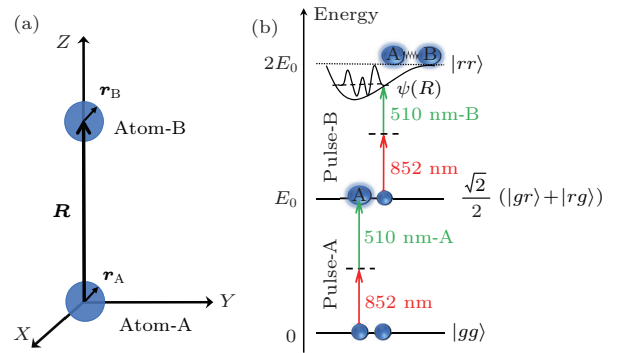 (a)
Z
r_B
Atom-B
R
r_A
Y
X
Atom-A
(b)
Energy
A
B
2E_0
|rr⟩
ψ(R)
510 nm-B
Pulse-B
852 nm
E_0
A
√2/2 (|gr⟩+|rg⟩)
510 nm-A
Pulse-A
852 nm
0
|gg⟩